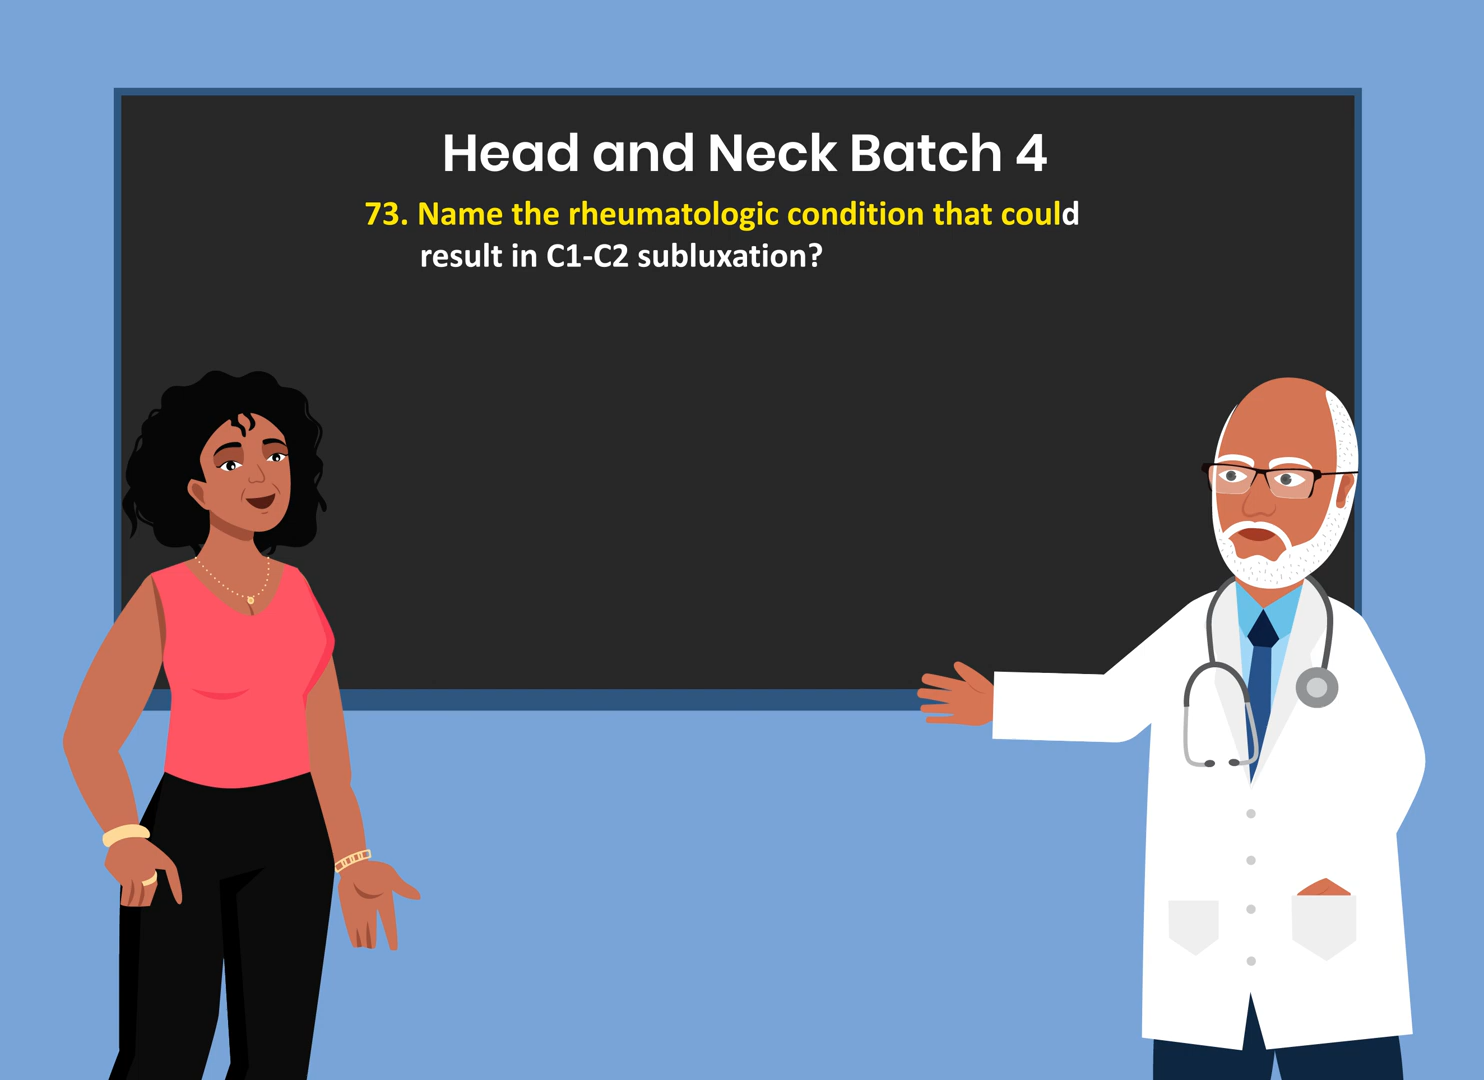 Head and Neck Batch 4
73. Name the rheumatologic condition that could
result in C1-C2 subluxation?